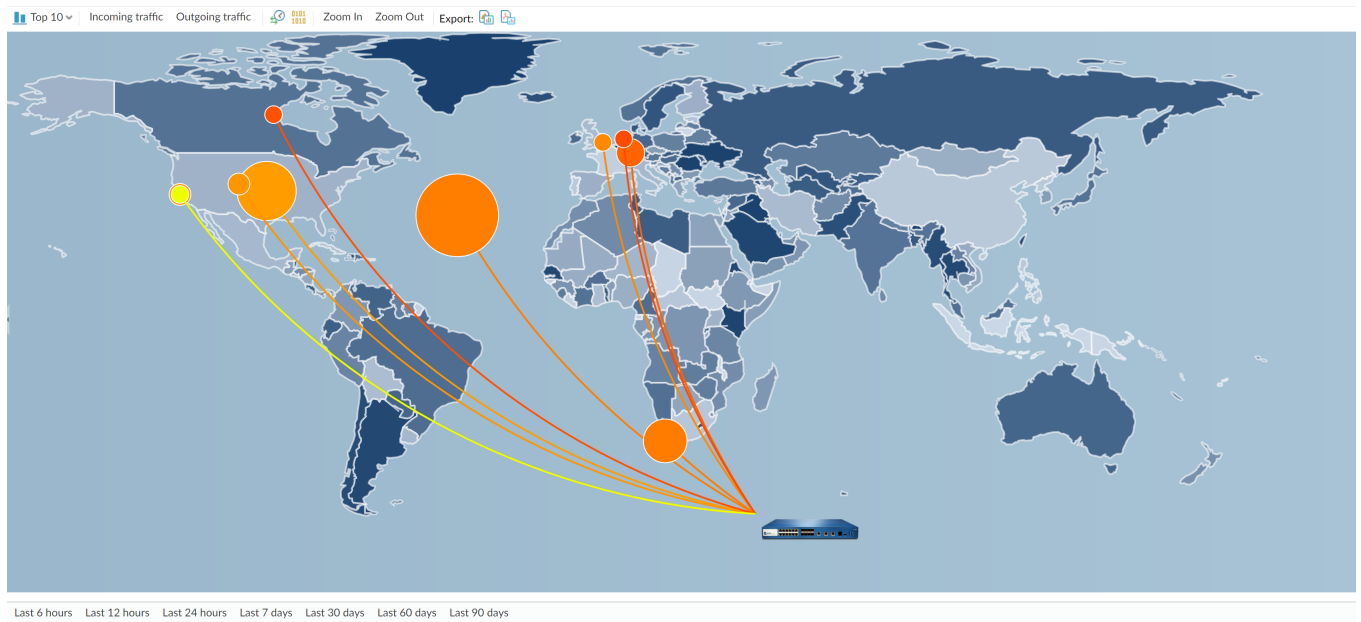 Top 10 Incoming traffic Outgoing traffic 0101 1010 Zoom In Zoom Out Export:
Last 6 hours Last 12 hours Last 24 hours Last 7 days Last 30 days Last 60 days Last 90 days